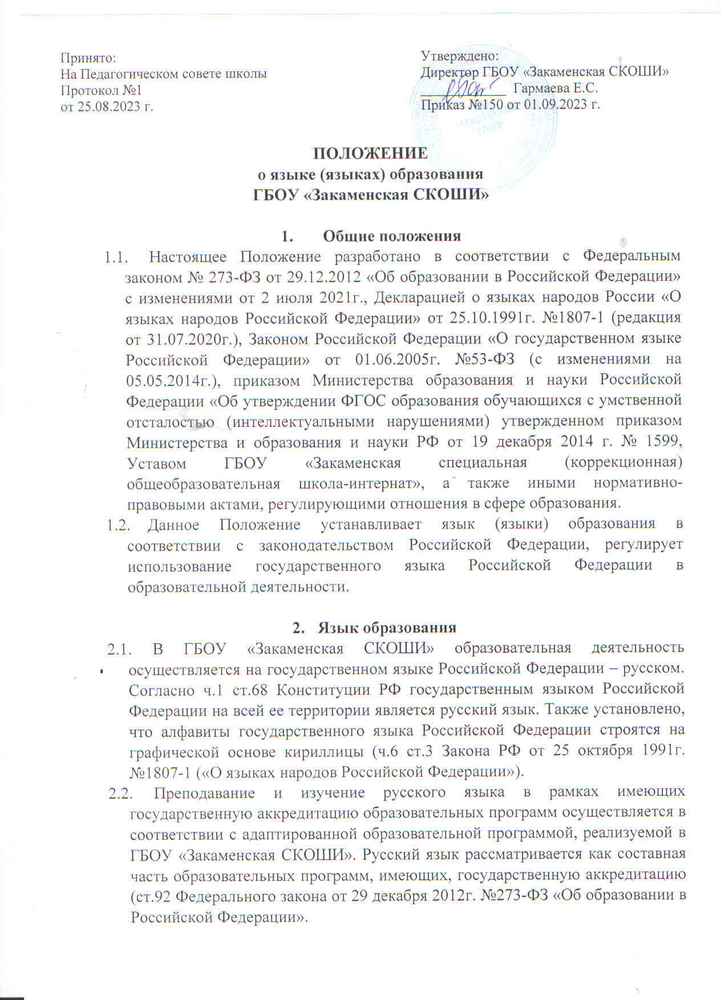 Принято:
На Педагогическом совете школы
Протокол №1
от 25.08.2023 г.
Утверждено:
Директор ГБОУ «Закаменская СКОШИ»
____________ Гармаева Е.С.
Приказ №150 от 01.09.2023 г.
ПОЛОЖЕНИЕ
о языке (языках) образования
ГБОУ «Закаменская СКОШИ»
1. Общие положения
1.1. Настоящее Положение разработано в соответствии с Федеральным
законом № 273-ФЗ от 29.12.2012 «Об образовании в Российской Федерации»
с изменениями от 2 июля 2021г., Декларацией о языках народов России «О
языках народов Российской Федерации» от 25.10.1991г. №1807-1 (редакция
от 31.07.2020г.), Законом Российской Федерации «О государственном языке
Российской Федерации» от 01.06.2005г. №53-ФЗ (с изменениями на
05.05.2014г.), приказом Министерства образования и науки Российской
Федерации «Об утверждении ФГОС образования обучающихся с умственной
отсталостью (интеллектуальными нарушениями) утвержденном приказом
Министерства и образования и науки РФ от 19 декабря 2014 г. № 1599,
Уставом ГБОУ «Закаменская специальная (коррекционная)
общеобразовательная школа-интернат», а также иными нормативно-
правовыми актами, регулирующими отношения в сфере образования.
1.2. Данное Положение устанавливает язык (языки) образования в
соответствии с законодательством Российской Федерации, регулирует
использование государственного языка Российской Федерации в
образовательной деятельности.
2. Язык образования
2.1. В ГБОУ «Закаменская СКОШИ» образовательная деятельность
осуществляется на государственном языке Российской Федерации – русском.
Согласно ч.1 ст.68 Конституции РФ государственным языком Российской
Федерации на всей ее территории является русский язык. Также установлено,
что алфавиты государственного языка Российской Федерации строятся на
графической основе кириллицы (ч.6 ст.3 Закона РФ от 25 октября 1991г.
№1807-1 («О языках народов Российской Федерации»).
2.2. Преподавание и изучение русского языка в рамках имеющих
государственную аккредитацию образовательных программ осуществляется в
соответствии с адаптированной образовательной программой, реализуемой в
ГБОУ «Закаменская СКОШИ». Русский язык рассматривается как составная
часть образовательных программ, имеющих, государственную аккредитацию
(ст.92 Федерального закона от 29 декабря 2012г. №273-ФЗ «Об образовании в
Российской Федерации».